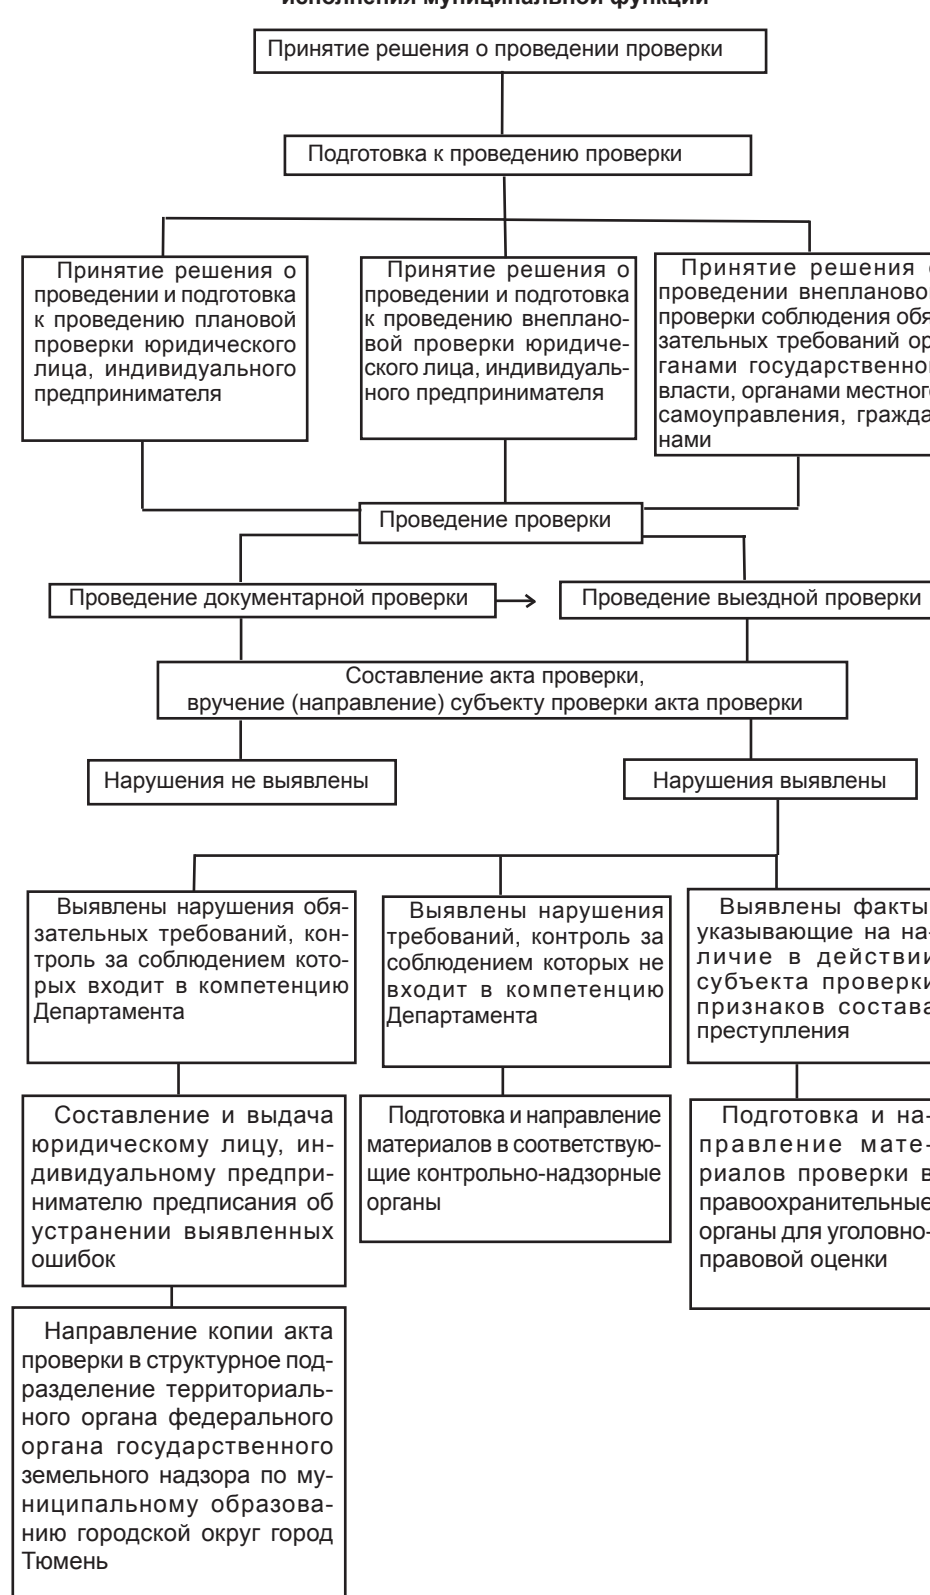 исполнения муниципальной функции
Принятие решения о проведении проверки
Подготовка к проведению проверки
Принятие решения о
проведении и подготовка
к проведению плановой
проверки юридического
лица, индивидуального
предпринимателя
Принятие решения о
проведении и подготовка
к проведению внеплано-
вой проверки юридиче-
ского лица, индивидуаль-
ного предпринимателя
Принятие решения о
проведении внеплановой
проверки соблюдения обя-
зательных требований ор-
ганами государственной
власти, органами местного
самоуправления, гражда-
нами
Проведение проверки
Проведение документарной проверки
Проведение выездной проверки
Составление акта проверки,
вручение (направление) субъекту проверки акта проверки
Нарушения не выявлены
Нарушения выявлены
Выявлены нарушения обя-
зательных требований, кон-
троль за соблюдением кото-
рых входит в компетенцию
Департамента
Выявлены нарушения
требований, контроль за
соблюдением которых не
входит в компетенцию
Департамента
Выявлены факты,
указывающие на на-
личие в действии
субъекта проверки
признаков состава
преступления
Составление и выдача
юридическому лицу, ин-
дивидуальному предпри-
нимателю предписания об
устранении выявленных
ошибок
Подготовка и направление
материалов в соответствую-
щие контрольно-надзорные
органы
Подготовка и на-
правление мате-
риалов проверки в
правоохранительные
органы для уголовно-
правовой оценки
Направление копии акта
проверки в структурное под-
разделение территориаль-
ного органа федерального
органа государственного
земельного надзора по му-
ниципальному образова-
нию городской округ город
Тюмень